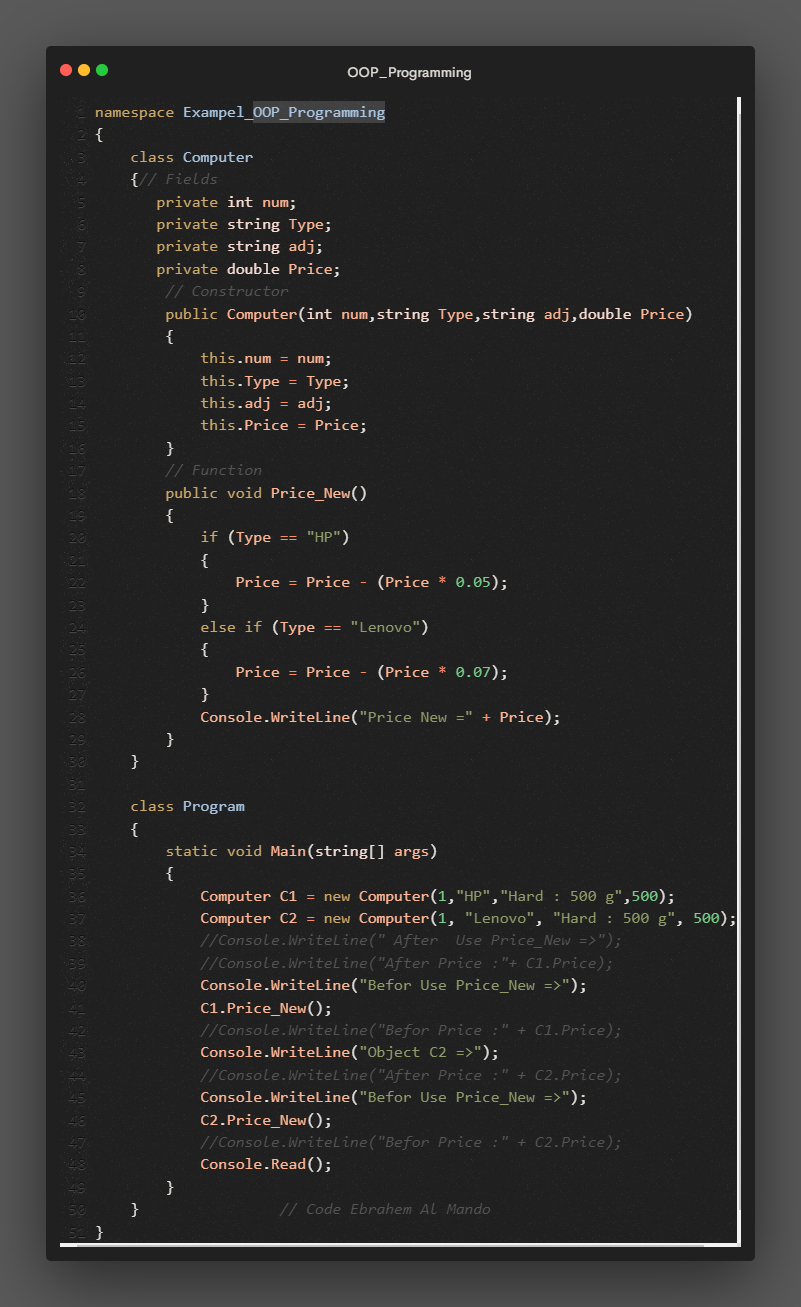 OOP_Programming
1 namespace Exampel_OOP_Programming
2 {
3     class Computer
4     {// Fields
5        private int num;
6        private string Type;
7        private string adj;
8        private double Price;
9         // Constructor
10         public Computer(int num,string Type,string adj,double Price)
11         {
12             this.num = num;
13             this.Type = Type;
14             this.adj = adj;
15             this.Price = Price;
16         }
17         // Function
18         public void Price_New()
19         {
20             if (Type == "HP")
21             {
22                 Price = Price - (Price * 0.05);
23             }
24             else if (Type == "Lenovo")
25             {
26                 Price = Price - (Price * 0.07);
27             }
28             Console.WriteLine("Price New =" + Price);
29         }
30     }
31
32     class Program
33     {
34         static void Main(string[] args)
35         {
36             Computer C1 = new Computer(1,"HP","Hard : 500 g",500);
37             Computer C2 = new Computer(1, "Lenovo", "Hard : 500 g", 500);
38             //Console.WriteLine(" After  Use Price_New =>");
39             //Console.WriteLine("After Price :"+ C1.Price);
40             Console.WriteLine("Befor Use Price_New =>");
41             C1.Price_New();
42             //Console.WriteLine("Befor Price :" + C1.Price);
43             Console.WriteLine("Object C2 =>");
44             //Console.WriteLine("After Price :" + C2.Price);
45             Console.WriteLine("Befor Use Price_New =>");
46             C2.Price_New();
47             //Console.WriteLine("Befor Price :" + C2.Price);
48             Console.Read();
49         }
50     }                // Code Ebrahem Al Mando
51 }